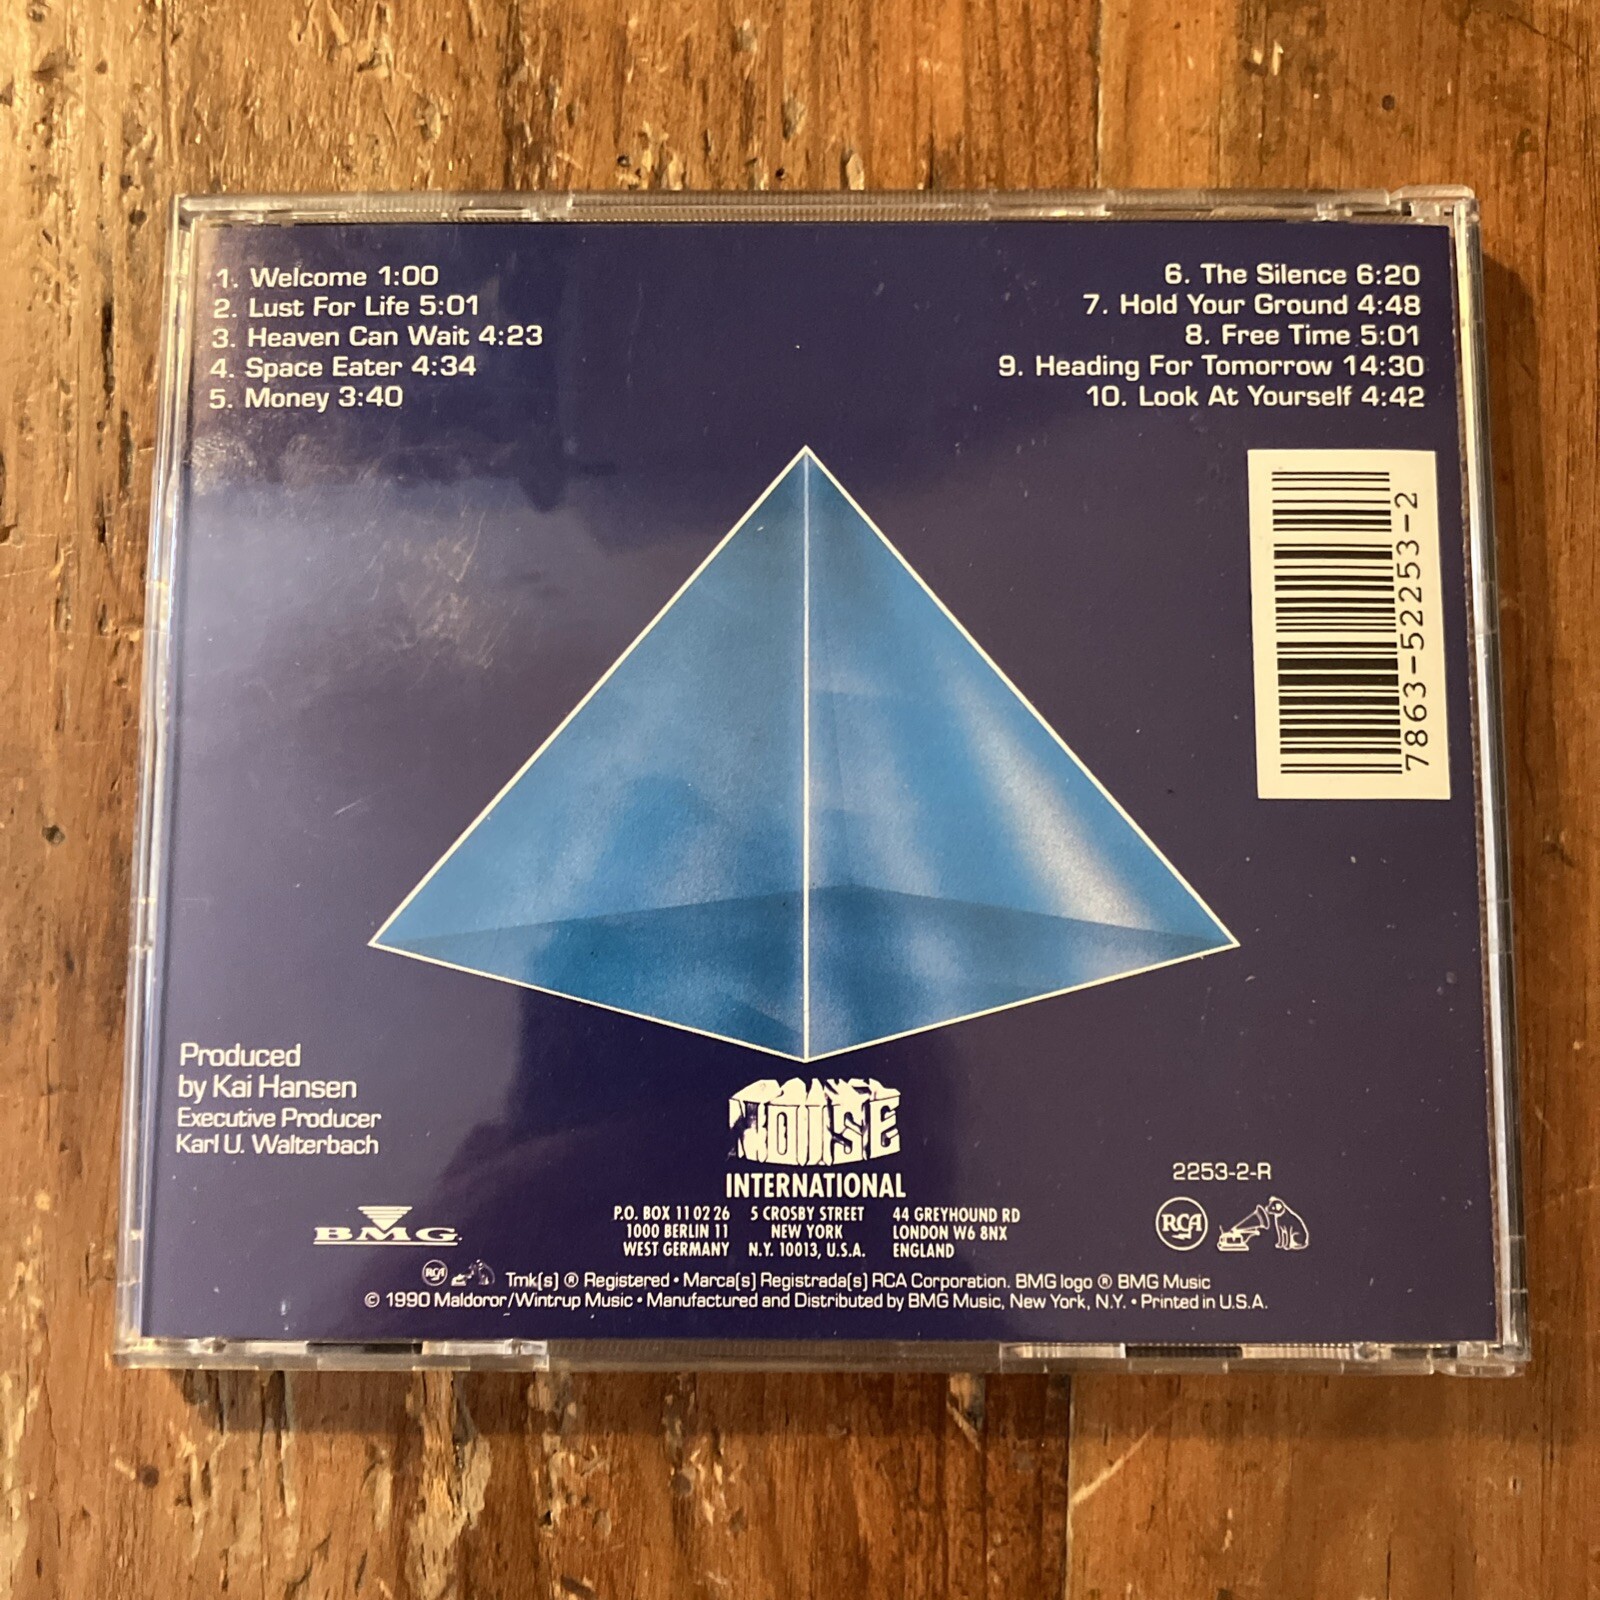 1. Welcome 1:00
2. Lust For Life 5:01
3. Heaven Can Wait 4:23
4. Space Eater 4:34
5. Money 3:40
6. The Silence 6:20
7. Hold Your Ground 4:48
8. Free Time 5:01
9. Heading For Tomorrow 14:30
10. Look At Yourself 4:42
7863-52253-2
Produced
by Kai Hansen
Executive Producer
Karl U. Walterbach
NOISE
INTERNATIONAL
P.O. BOX 11 02 26
1000 BERLIN 11
WEST GERMANY
5 CROSBY STREET
NEW YORK
N.Y. 10013, U.S.A.
44 GREYHOUND RD
LONDON W6 8NX
ENGLAND
BMG
2253-2-R
RCA
RCA Tmk(s) ® Registered • Marca(s) Registrada(s) RCA Corporation. BMG logo ® BMG Music
© 1990 Maldoror/Wintrup Music • Manufactured and Distributed by BMG Music, New York, N.Y. • Printed in U.S.A.